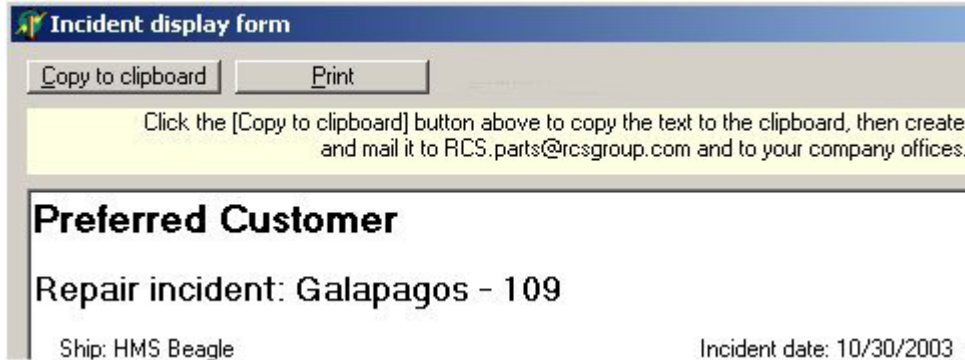 Incident display form
Copy to clipboard Print
Click the [Copy to clipboard] button above to copy the text to the clipboard, then create
and mail it to RCS.parts@rcsgroup.com and to your company offices.
Preferred Customer
Repair incident: Galapagos - 109
Ship: HMS Beagle Incident date: 10/30/2003